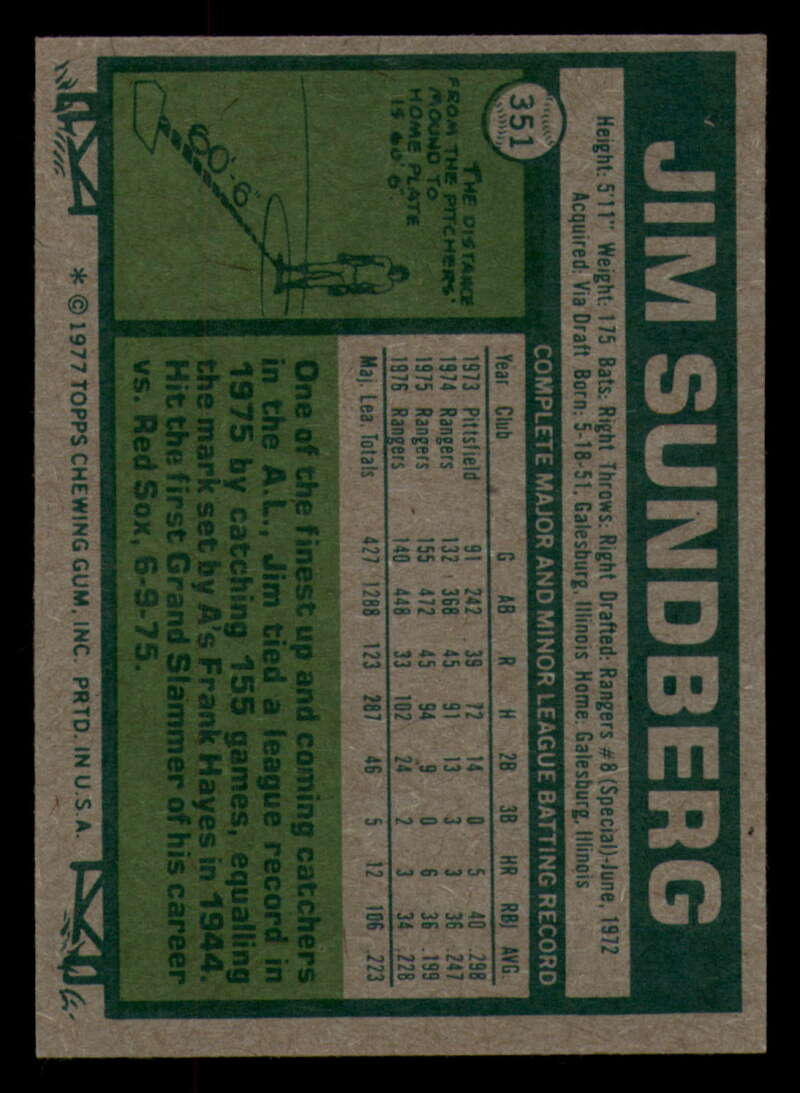 351
JIM SUNDBERG
Height: 5'11" Weight: 175 Bats: Right Throws: Right Drafted: Rangers #8 (Special)-June, 1972
Acquired: Via Draft Born: 5-18-51, Galesburg, Illinois Home: Galesburg, Illinois
COMPLETE MAJOR AND MINOR LEAGUE BATTING RECORD
Year Club G AB R H 2B 3B HR RBI AVG.
1973 Pittsfield 91 242 39 72 14 0 5 40 .298
1974 Rangers 132 368 45 91 13 3 3 36 .247
1975 Rangers 155 472 45 94 9 0 6 36 .199
1976 Rangers 140 448 33 102 24 2 3 34 .228
Maj. Lea. Totals 427 1288 123 287 46 5 12 106 .223
THE DISTANCE
FROM THE PITCHERS'
MOUND TO
HOME PLATE
IS 60' 6"
60'-6"
One of the finest up and coming catchers
in the A.L., Jim tied a league record in
1975 by catching 155 games, equalling
the mark set by A's Frank Hayes in 1944.
Hit the first Grand Slammer of his career
vs. Red Sox, 6-9-75.
* © 1977 TOPPS CHEWING GUM, INC. PRTD. IN U.S.A.